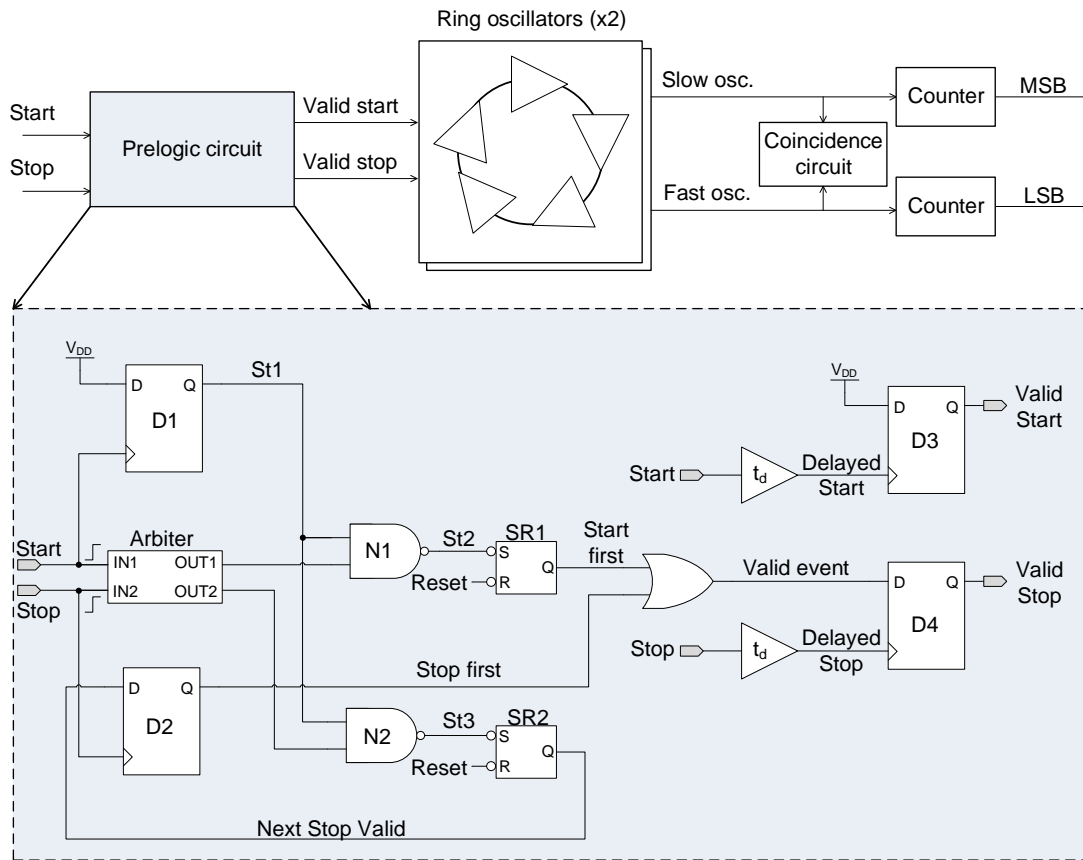 Ring oscillators (x2)
Start
Stop
Prelogic circuit
Valid start
Valid stop
Slow osc.
Fast osc.
Coincidence
circuit
Counter
Counter
MSB
LSB
VDD
D Q
D1
St1
VDD
D Q
D3
Valid
Start
Start
td
Delayed
Start
Start
Stop
Arbiter
IN1 OUT1
IN2 OUT2
N1
St2
SR1
S
Q
R
Reset
Start
first
Valid event
D Q
D4
Valid
Stop
Stop
td
Delayed
Stop
D Q
D2
Stop first
N2
St3
SR2
S
Q
R
Reset
Next Stop Valid